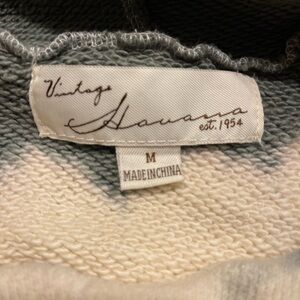 Vintage
Havana
est. 1954
M
MADE IN CHINA